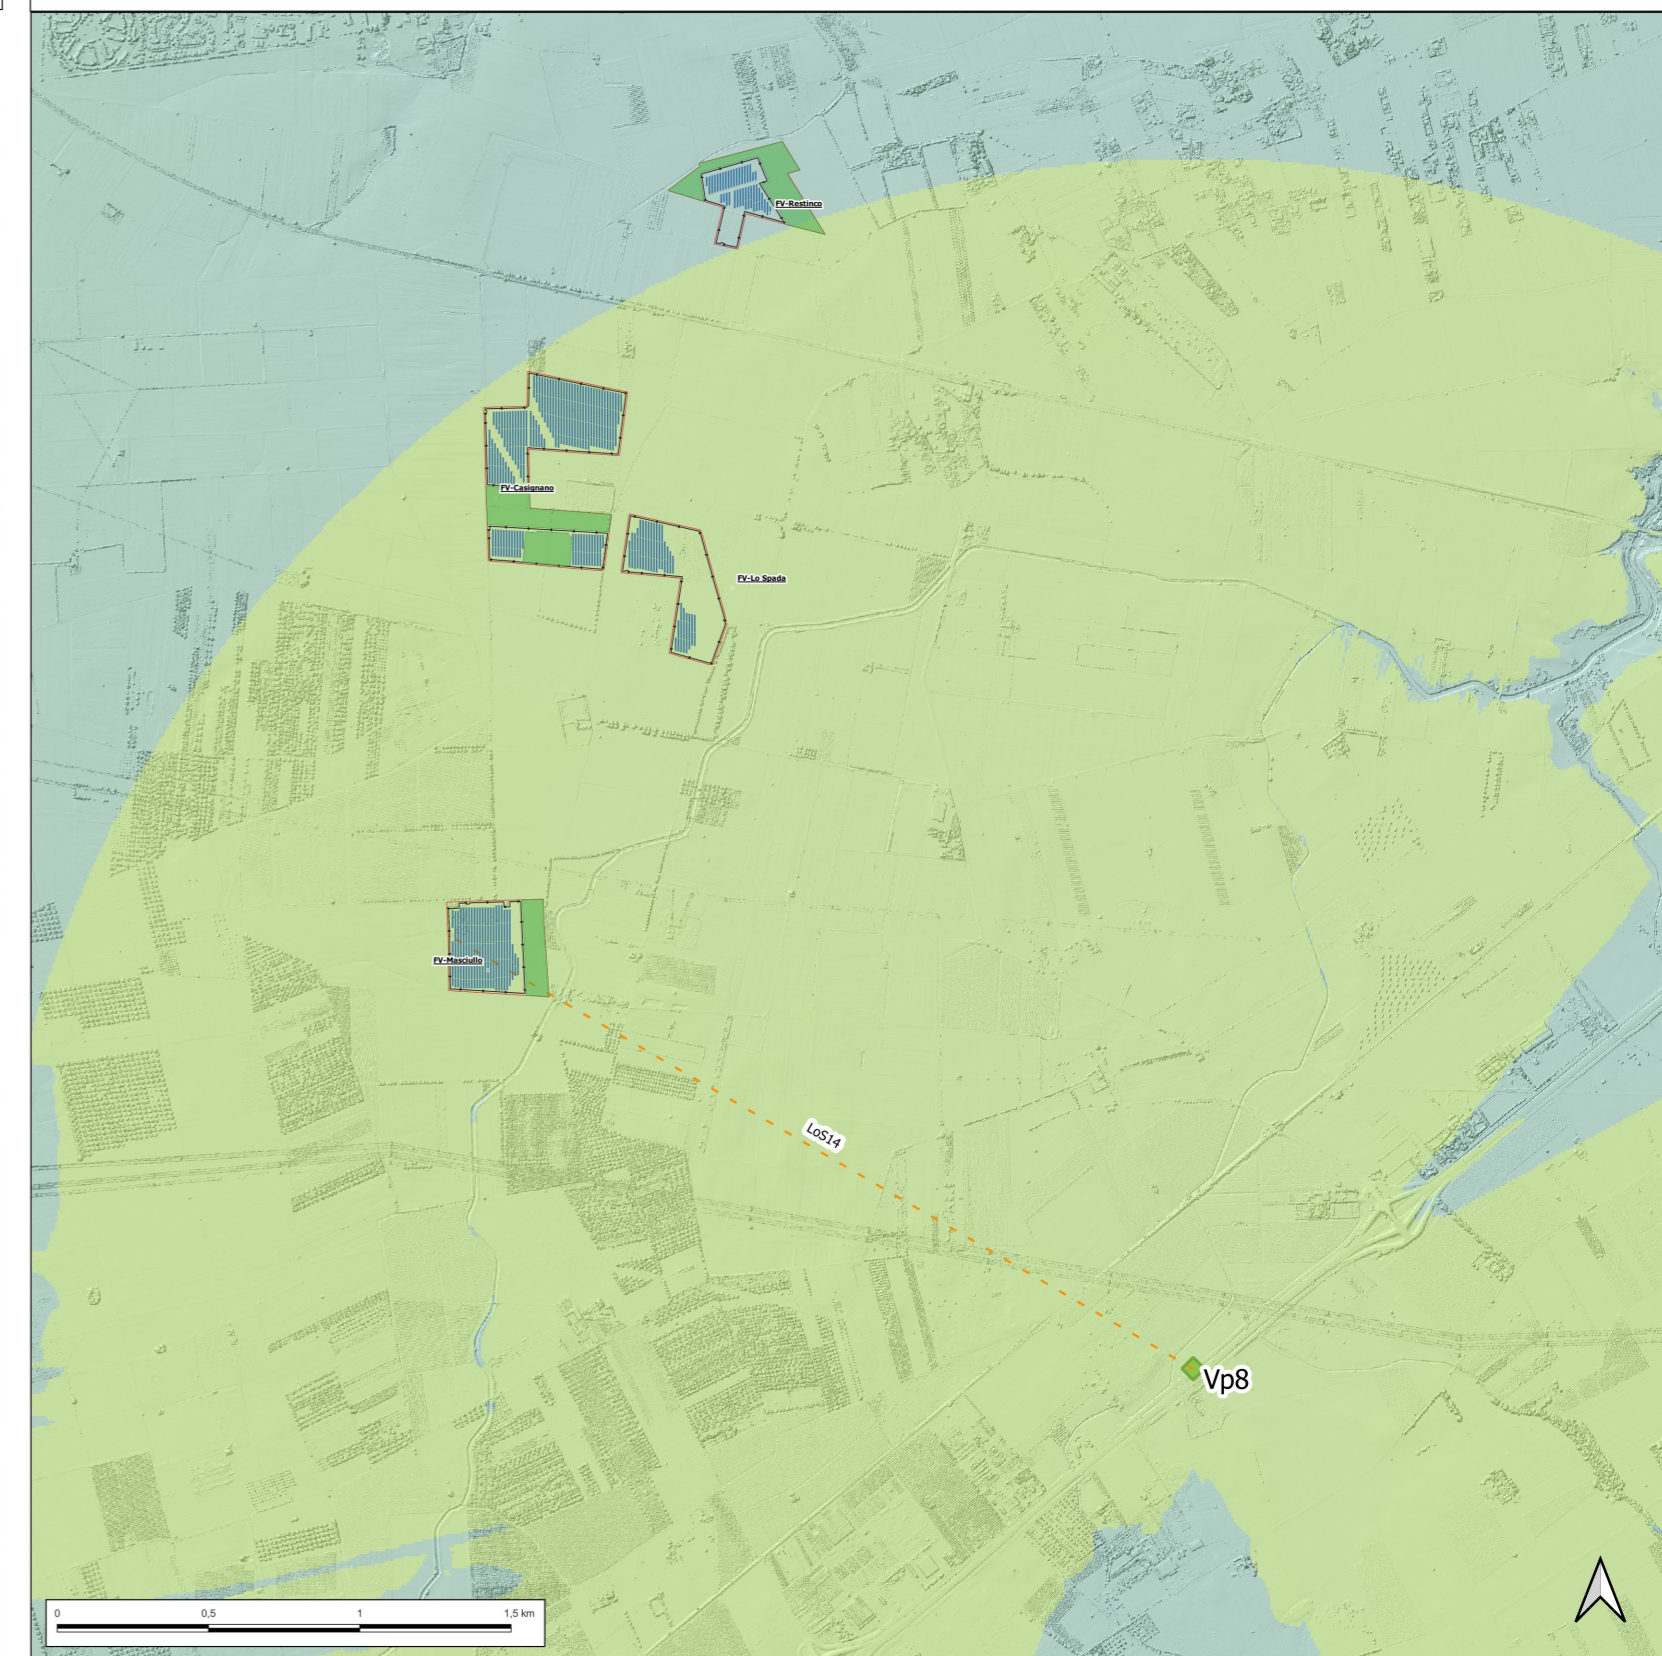 FV-Restinco
FV-Casignano
FV-Lo Spada
FV-Masciullo
LoS14
Vp8
0 0,5 1 1,5 km